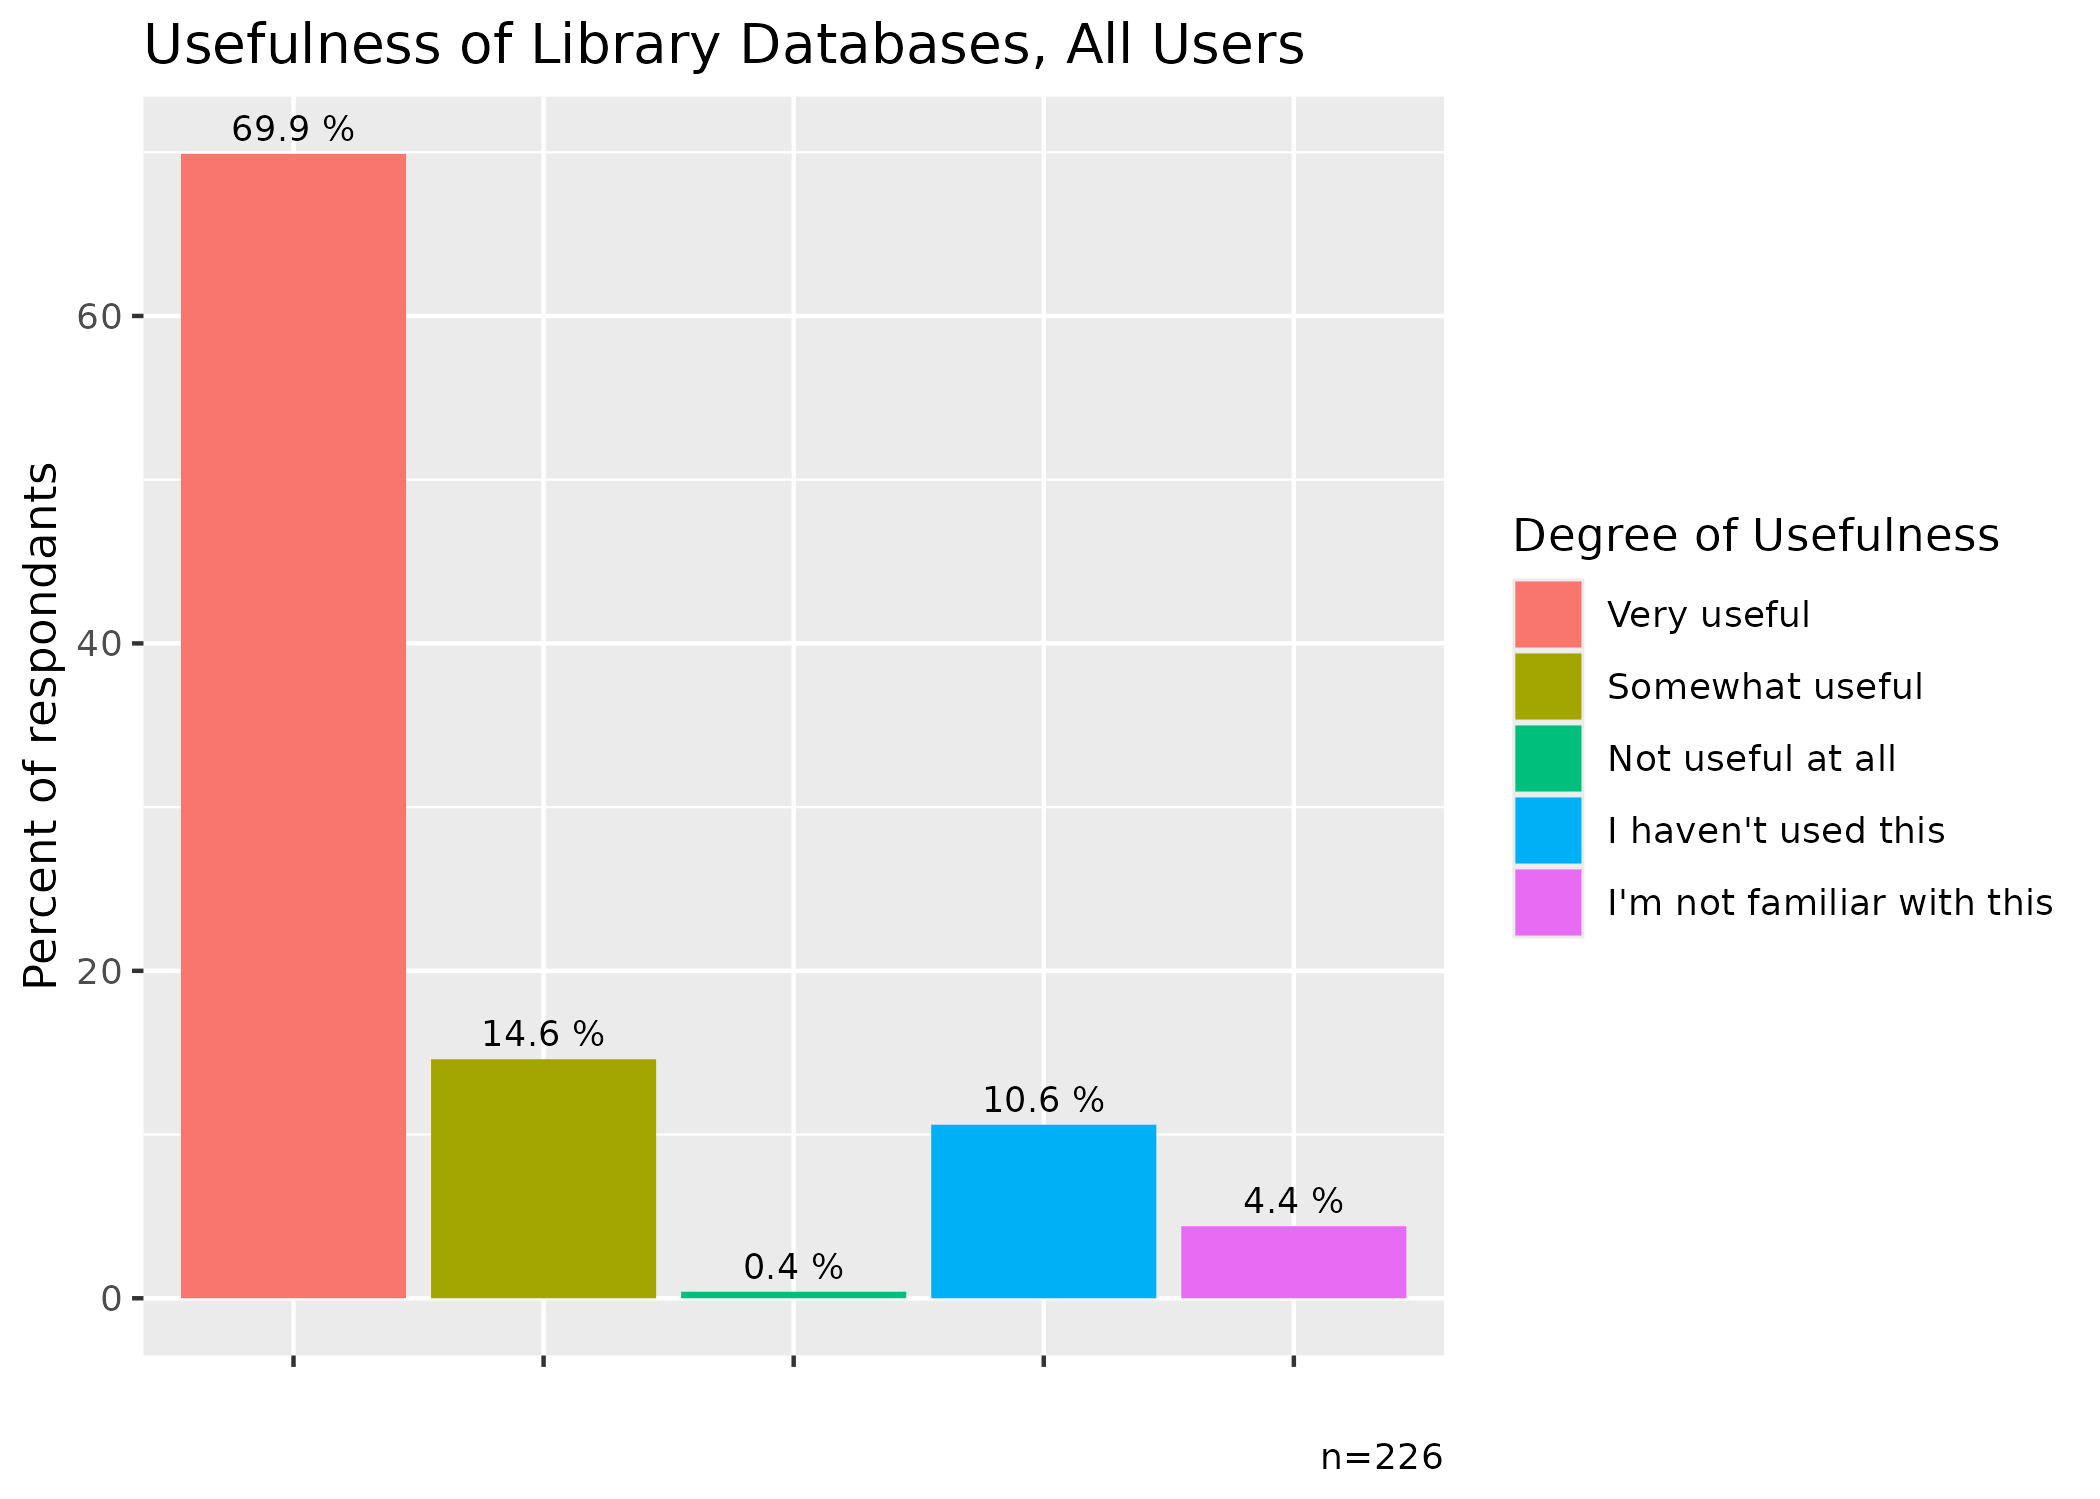 Usefulness of Library Databases, All Users
69.9 %
14.6 %
0.4 %
10.6 %
4.4 %
60
40
20
0
Percent of respondants
Degree of Usefulness
Very useful
Somewhat useful
Not useful at all
I haven't used this
I'm not familiar with this
n=226